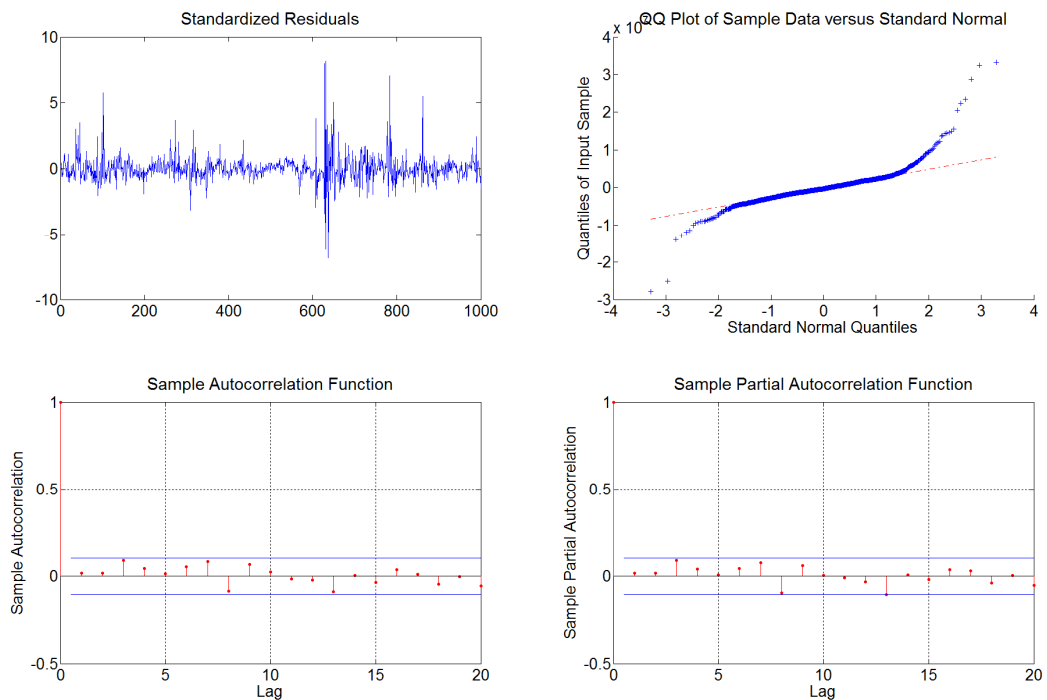 Standardized Residuals
10
5
0
-5
-10
0 200 400 600 800 1000
QQ Plot of Sample Data versus Standard Normal
4
3
2
1
0
-1
-2
-3
Quantiles of Input Sample
-4 -3 -2 -1 0 1 2 3 4
Standard Normal Quantiles
Sample Autocorrelation Function
1
0.5
0
-0.5
Sample Autocorrelation
0 5 10 15 20
Lag
Sample Partial Autocorrelation Function
1
0.5
0
-0.5
Sample Partial Autocorrelation
0 5 10 15 20
Lag